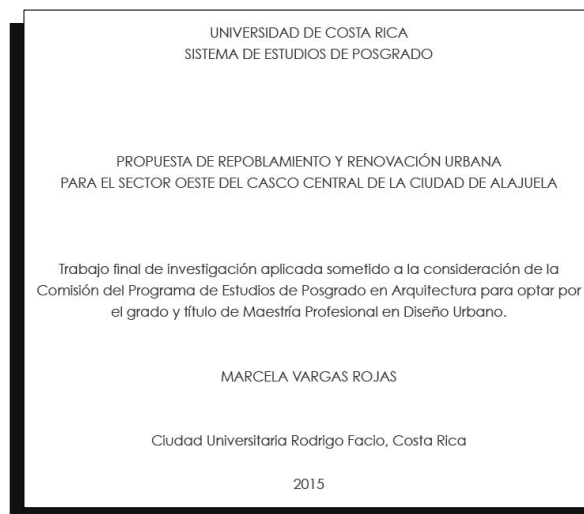 UNIVERSIDAD DE COSTA RICA
SISTEMA DE ESTUDIOS DE POSGRADO
PROPUESTA DE REPOBLAMIENTO Y RENOVACIÓN URBANA
PARA EL SECTOR OESTE DEL CASCO CENTRAL DE LA CIUDAD DE ALAJUELA
Trabajo final de investigación aplicada sometido a la consideración de la
Comisión del Programa de Estudios de Posgrado en Arquitectura para optar por
el grado y título de Maestría Profesional en Diseño Urbano.
MARCELA VARGAS ROJAS
Ciudad Universitaria Rodrigo Facio, Costa Rica
2015